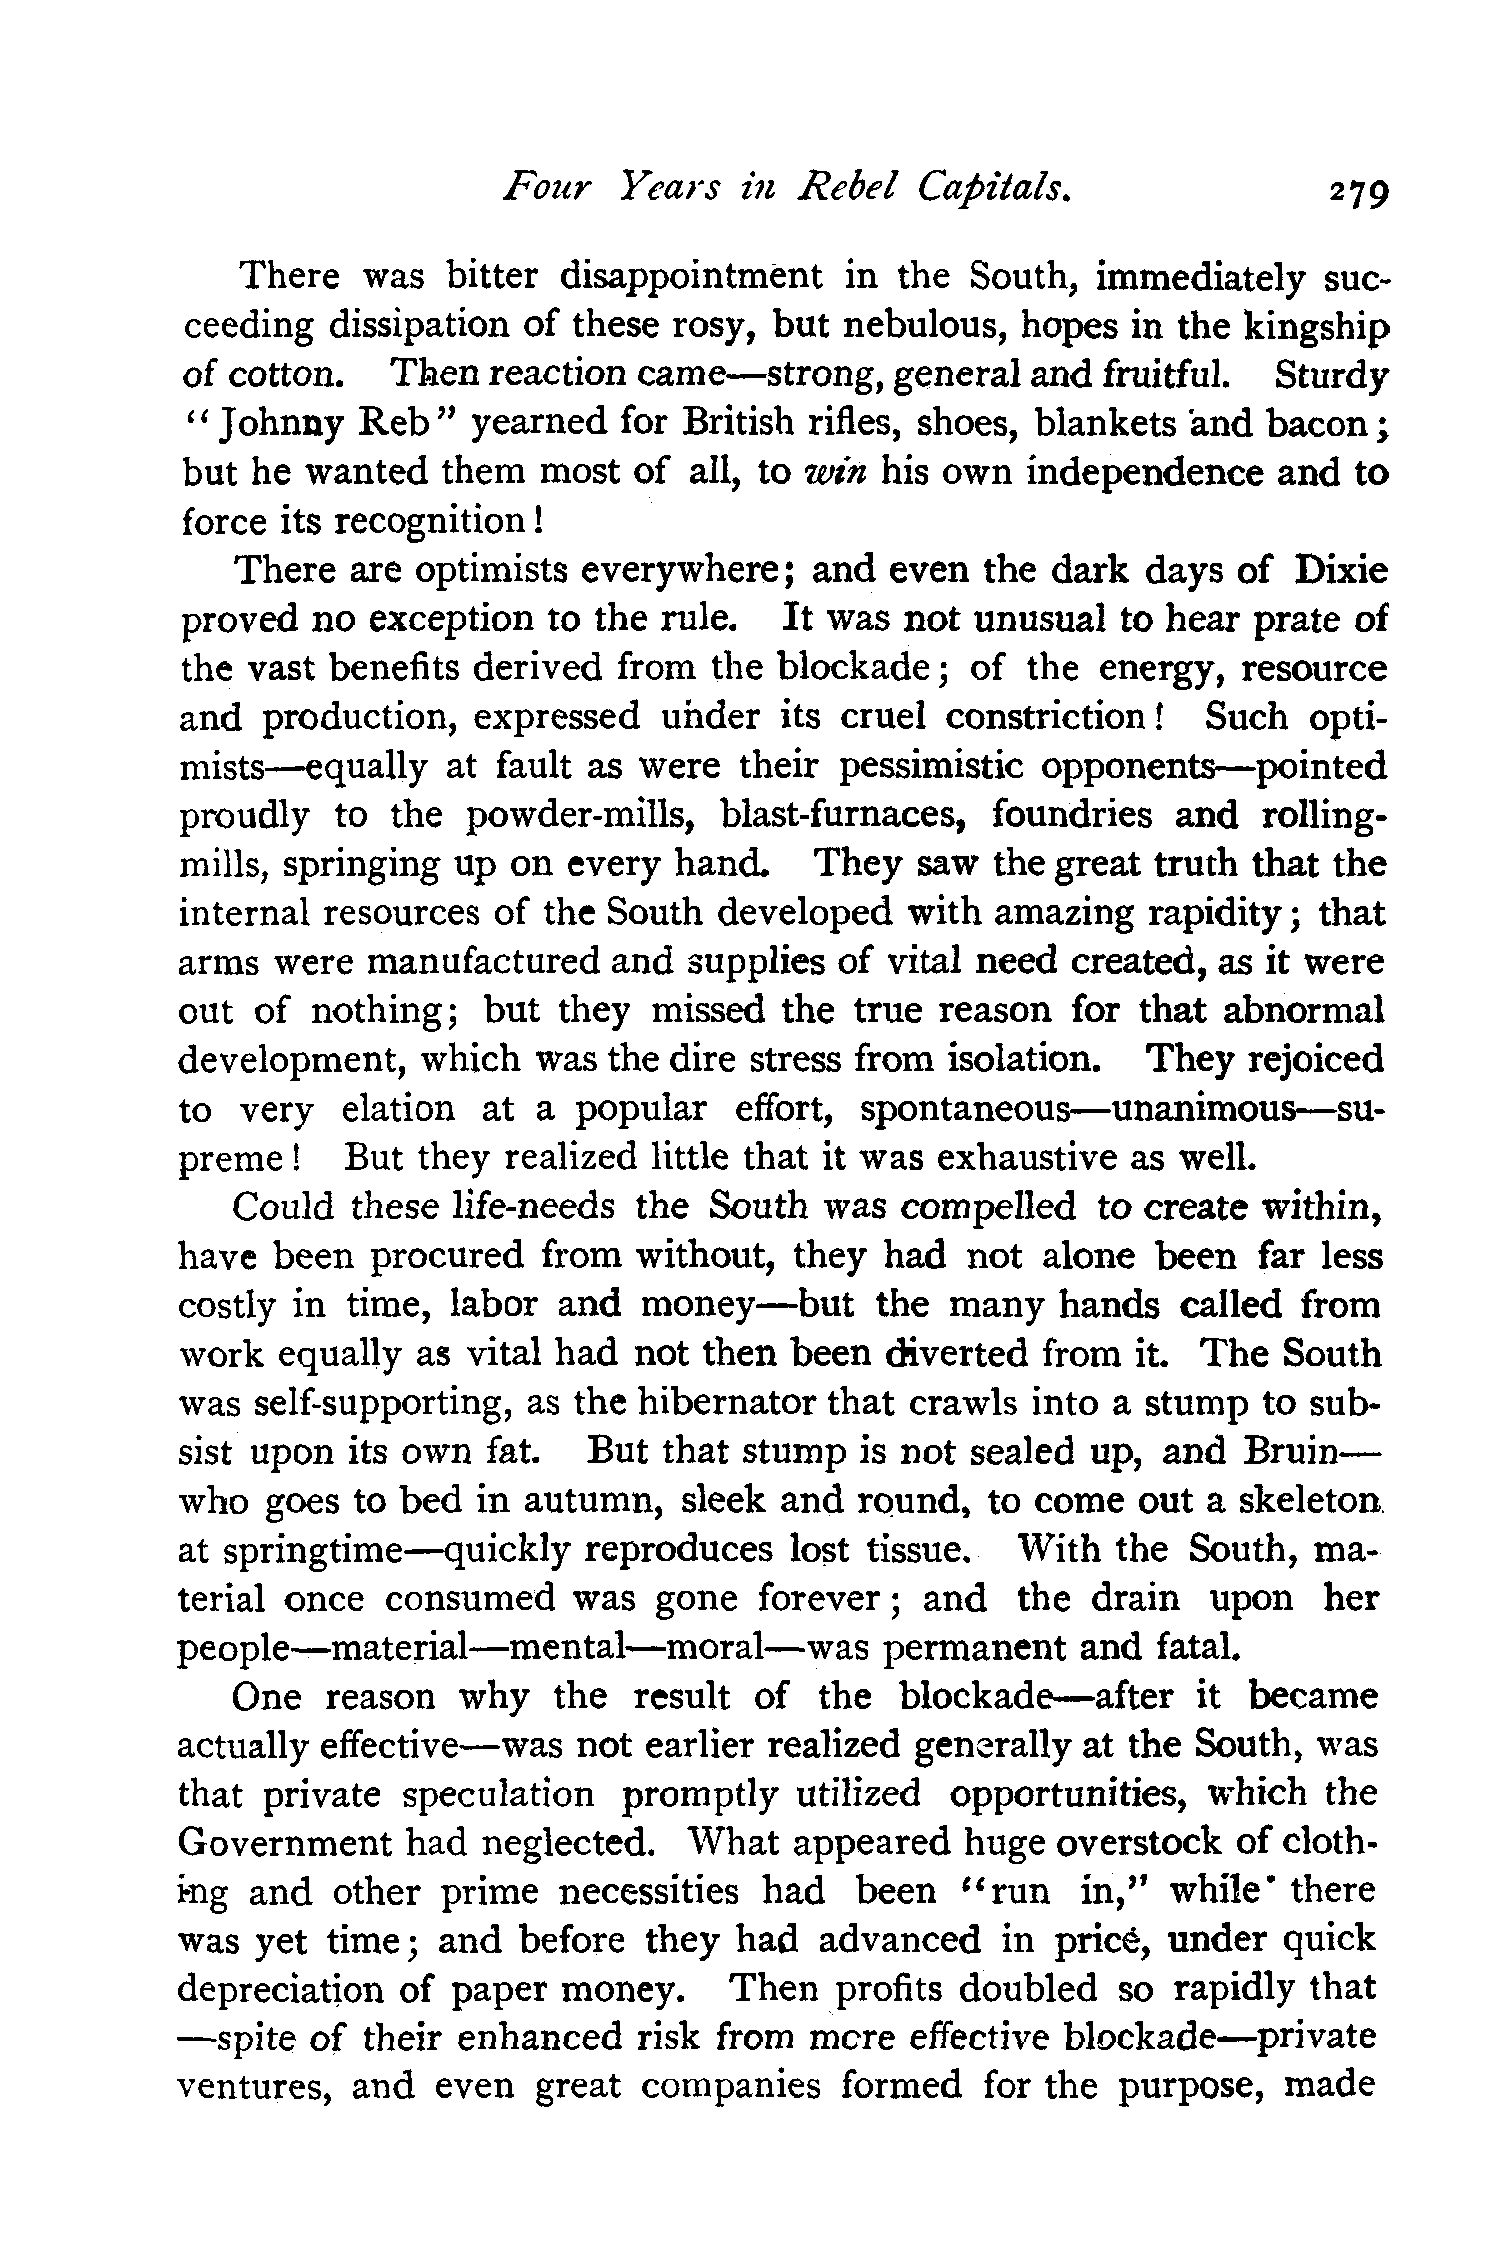 Four Years in Rebel Capitals. 279
There was bitter disappointment in the South, immediately suc-
ceeding dissipation of these rosy, but nebulous, hopes in the kingship
of cotton. Then reaction came—strong, general and fruitful. Sturdy
"Johnny Reb" yearned for British rifles, shoes, blankets and bacon;
but he wanted them most of all, to win his own independence and to
force its recognition!
There are optimists everywhere; and even the dark days of Dixie
proved no exception to the rule. It was not unusual to hear prate of
the vast benefits derived from the blockade; of the energy, resource
and production, expressed under its cruel constriction! Such opti-
mists—equally at fault as were their pessimistic opponents—pointed
proudly to the powder-mills, blast-furnaces, foundries and rolling-
mills, springing up on every hand. They saw the great truth that the
internal resources of the South developed with amazing rapidity; that
arms were manufactured and supplies of vital need created, as it were
out of nothing; but they missed the true reason for that abnormal
development, which was the dire stress from isolation. They rejoiced
to very elation at a popular effort, spontaneous—unanimous—su-
preme! But they realized little that it was exhaustive as well.
Could these life-needs the South was compelled to create within,
have been procured from without, they had not alone been far less
costly in time, labor and money—but the many hands called from
work equally as vital had not then been diverted from it. The South
was self-supporting, as the hibernator that crawls into a stump to sub-
sist upon its own fat. But that stump is not sealed up, and Bruin—
who goes to bed in autumn, sleek and round, to come out a skeleton
at springtime—quickly reproduces lost tissue. With the South, ma-
terial once consumed was gone forever; and the drain upon her
people—material—mental—moral—was permanent and fatal.
One reason why the result of the blockade—after it became
actually effective—was not earlier realized generally at the South, was
that private speculation promptly utilized opportunities, which the
Government had neglected. What appeared huge overstock of cloth-
ing and other prime necessities had been "run in," while there
was yet time; and before they had advanced in price, under quick
depreciation of paper money. Then profits doubled so rapidly that
—spite of their enhanced risk from more effective blockade—private
ventures, and even great companies formed for the purpose, made